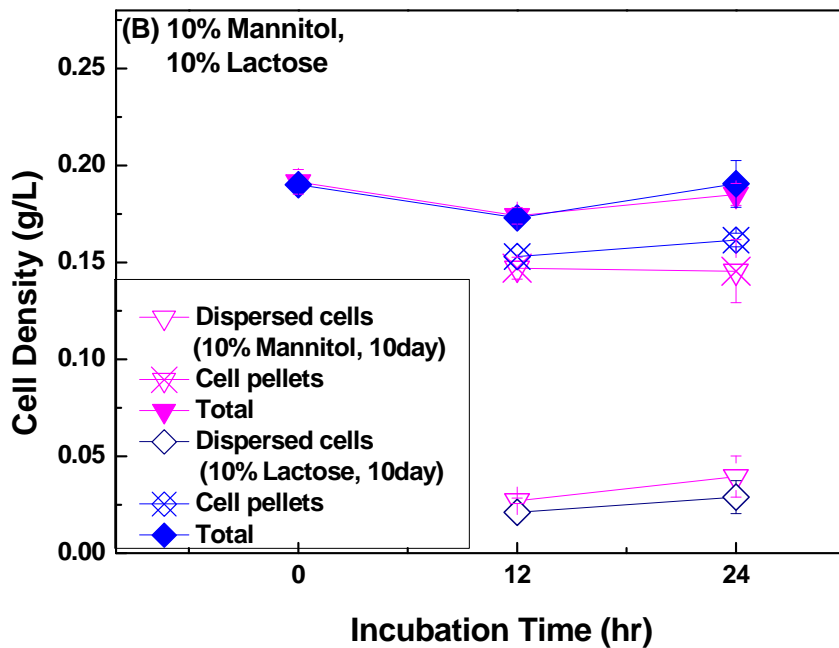 (B) 10% Mannitol,
10% Lactose
Cell Density (g/L)
0.25
0.20
0.15
0.10
0.05
0.00
Dispersed cells
(10% Mannitol, 10day)
Cell pellets
Total
Dispersed cells
(10% Lactose, 10day)
Cell pellets
Total
0 12 24
Incubation Time (hr)